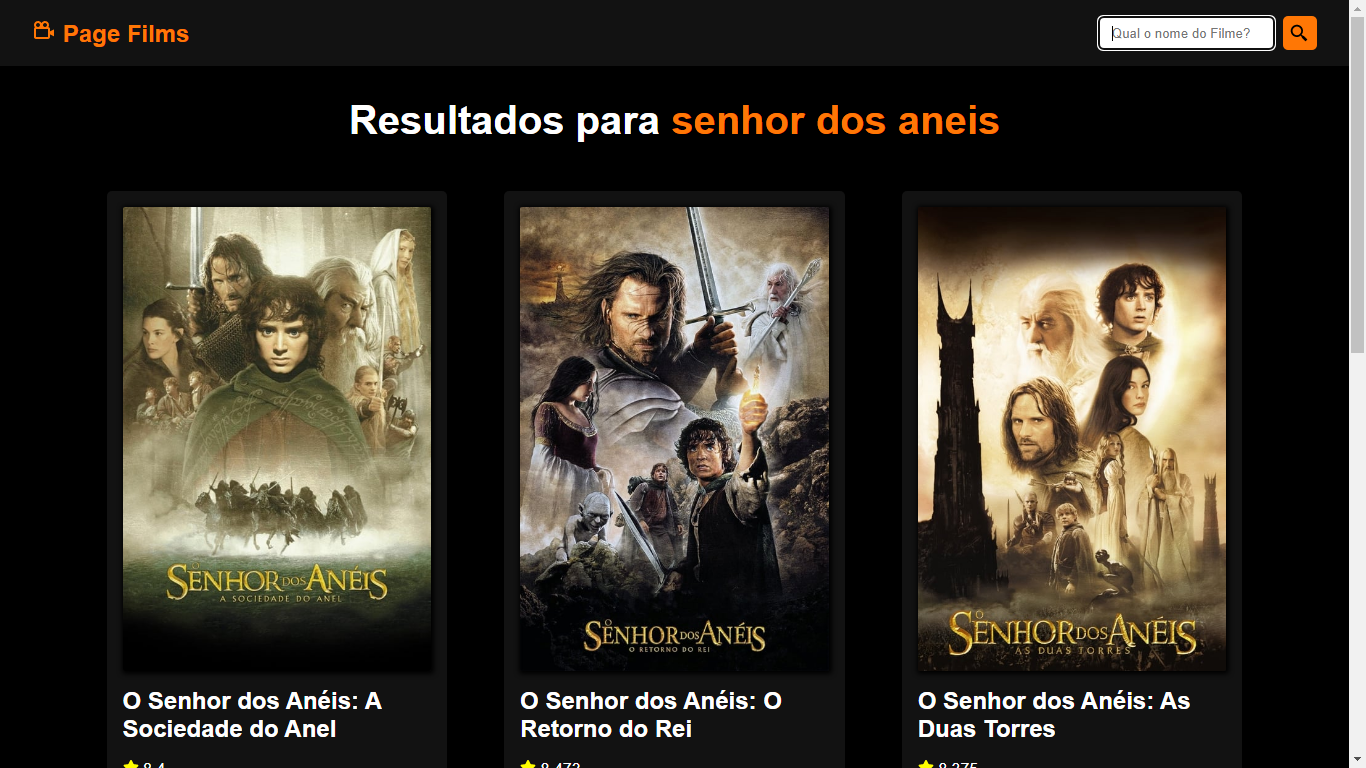 Page Films
Qual o nome do Filme?
Resultados para senhor dos aneis
O
SENHOR DOS ANÉIS
A SOCIEDADE DO ANEL
O
SENHOR DOS ANÉIS
O RETORNO DO REI
O
SENHOR DOS ANÉIS
AS DUAS TORRES
O Senhor dos Anéis: A
Sociedade do Anel
O Senhor dos Anéis: O
Retorno do Rei
O Senhor dos Anéis: As
Duas Torres
8.4
8.473
8.375